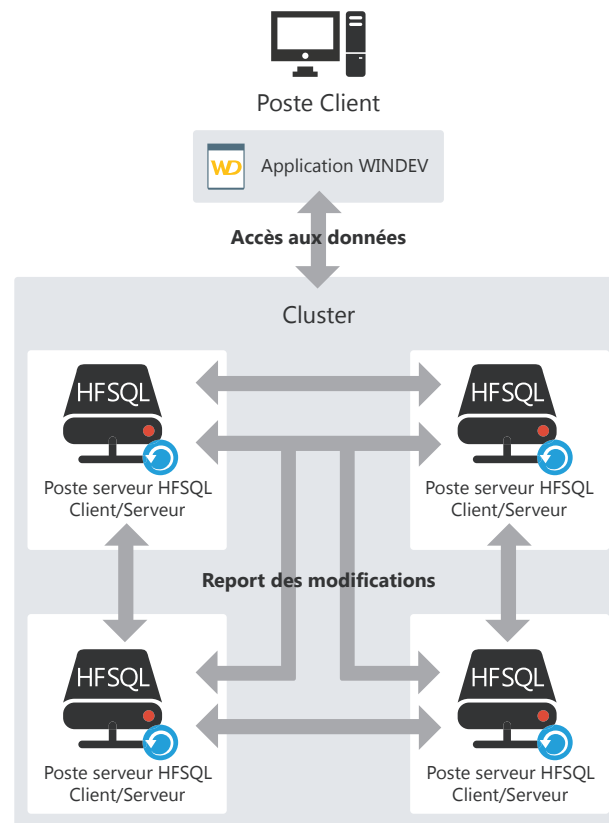 Poste Client
WD
Application WINDEV
Accès aux données
Cluster
HFSQL
Poste serveur HFSQL
Client/Serveur
HFSQL
Poste serveur HFSQL
Client/Serveur
Report des modifications
HFSQL
Poste serveur HFSQL
Client/Serveur
HFSQL
Poste serveur HFSQL
Client/Serveur